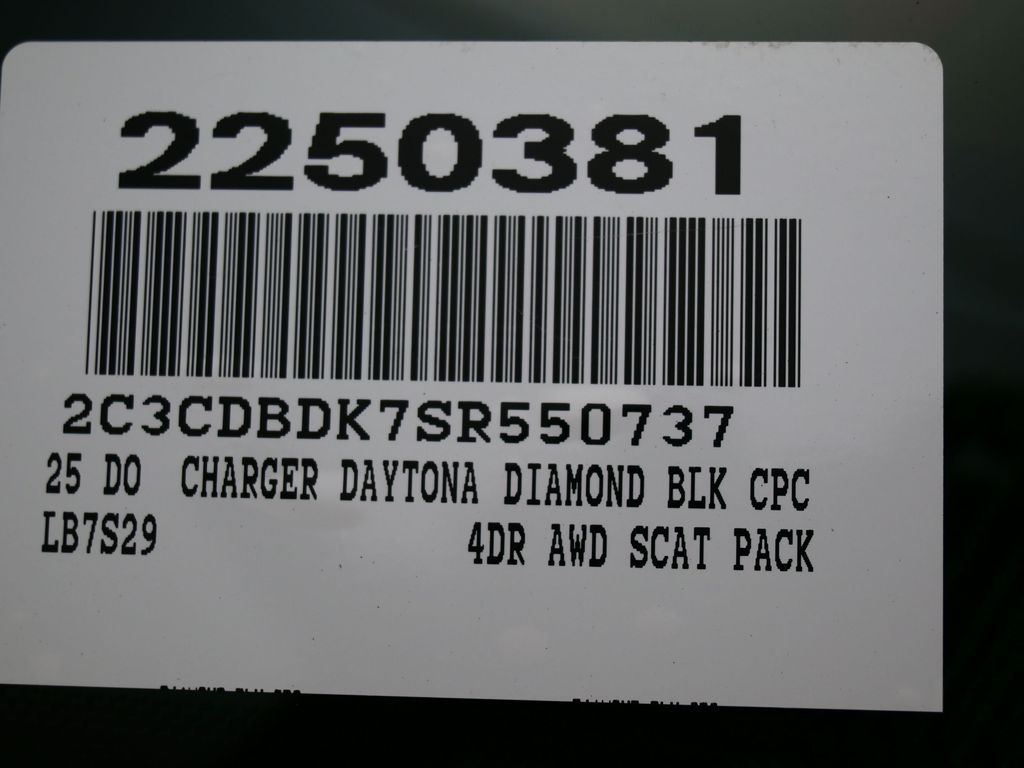 2250381
2C3CDBDK7SR550737
25 DO CHARGER DAYTONA DIAMOND BLK CPC
LB7S29 4DR AWD SCAT PACK